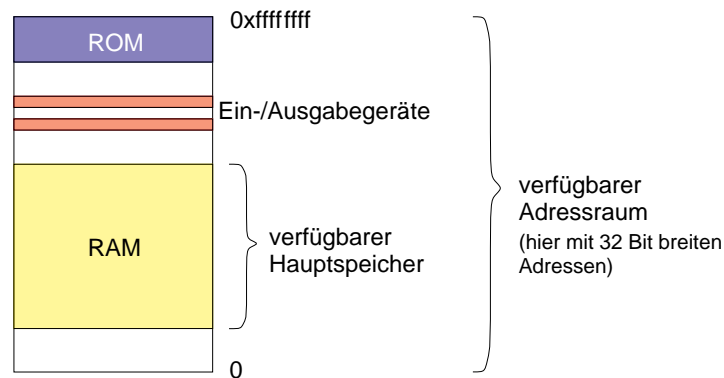 0xffffffff
ROM
Ein-/Ausgabegeräte
verfügbarer
Adressraum
(hier mit 32 Bit breiten
Adressen)
RAM
verfügbarer
Hauptspeicher
0